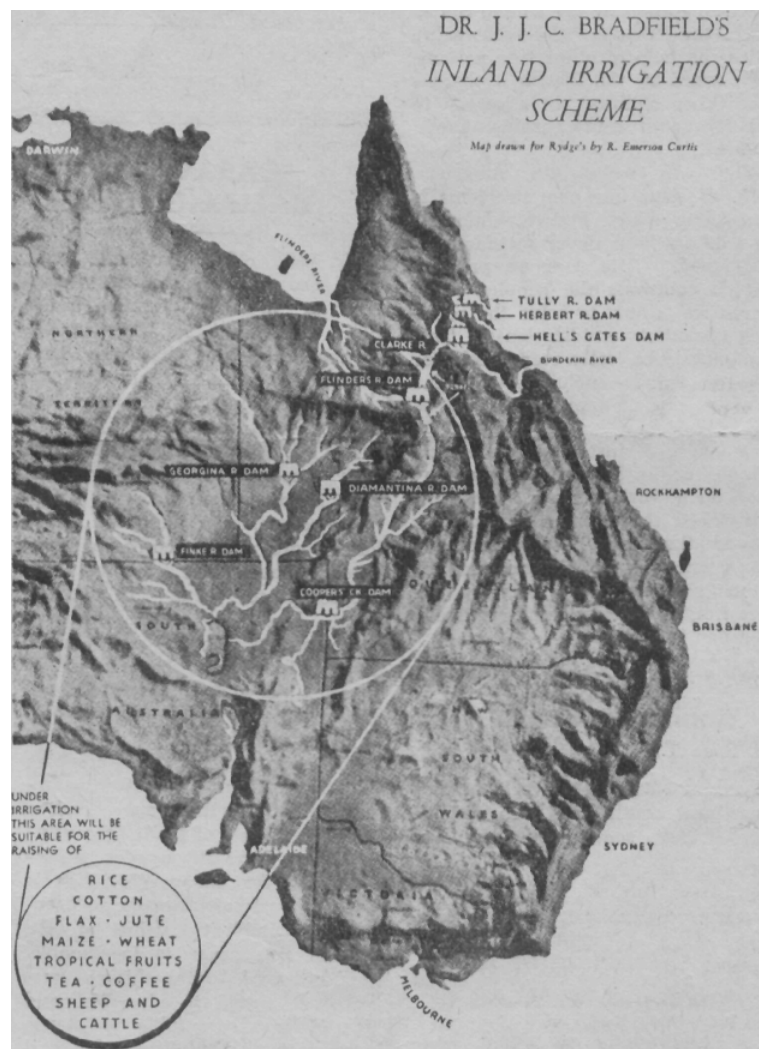 DR. J. J. C. BRADFIELD'S
INLAND IRRIGATION
SCHEME
Map drawn for Rydge's by R. Emerson Curtis
DARWIN
FLINDERS RIVER
TULLY R. DAM
HERBERT R. DAM
HELL'S GATES DAM
CLARKE R.
BURDEKIN RIVER
NORTHERN
TERRITORY
FLINDERS R. DAM
GEORGINA R. DAM
DIAMANTINA R. DAM
ROCKHAMPTON
FINKE R. DAM
QUEENSLAND
COOPERS' CK. DAM
SOUTH
BRISBANE
AUSTRALIA
NEW
SOUTH
WALES
UNDER
IRRIGATION
THIS AREA WILL BE
SUITABLE FOR THE
RAISING OF
SYDNEY
ADELAIDE
RICE
COTTON
FLAX · JUTE
MAIZE · WHEAT
TROPICAL FRUITS
TEA · COFFEE
SHEEP AND
CATTLE
VICTORIA
MELBOURNE